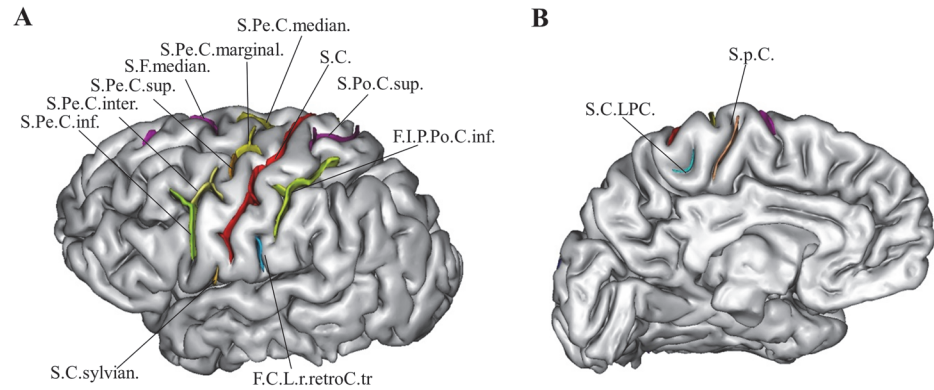 A
B
S.Pe.C.median.
S.Pe.C.marginal.
S.C.
S.F.median.
S.Po.C.sup.
S.Pe.C.sup.
S.Pe.C.inter.
S.Pe.C.inf.
F.I.P.Po.C.inf.
S.C.sylvian.
F.C.L.r.retroC.tr
S.p.C.
S.C.LPC.